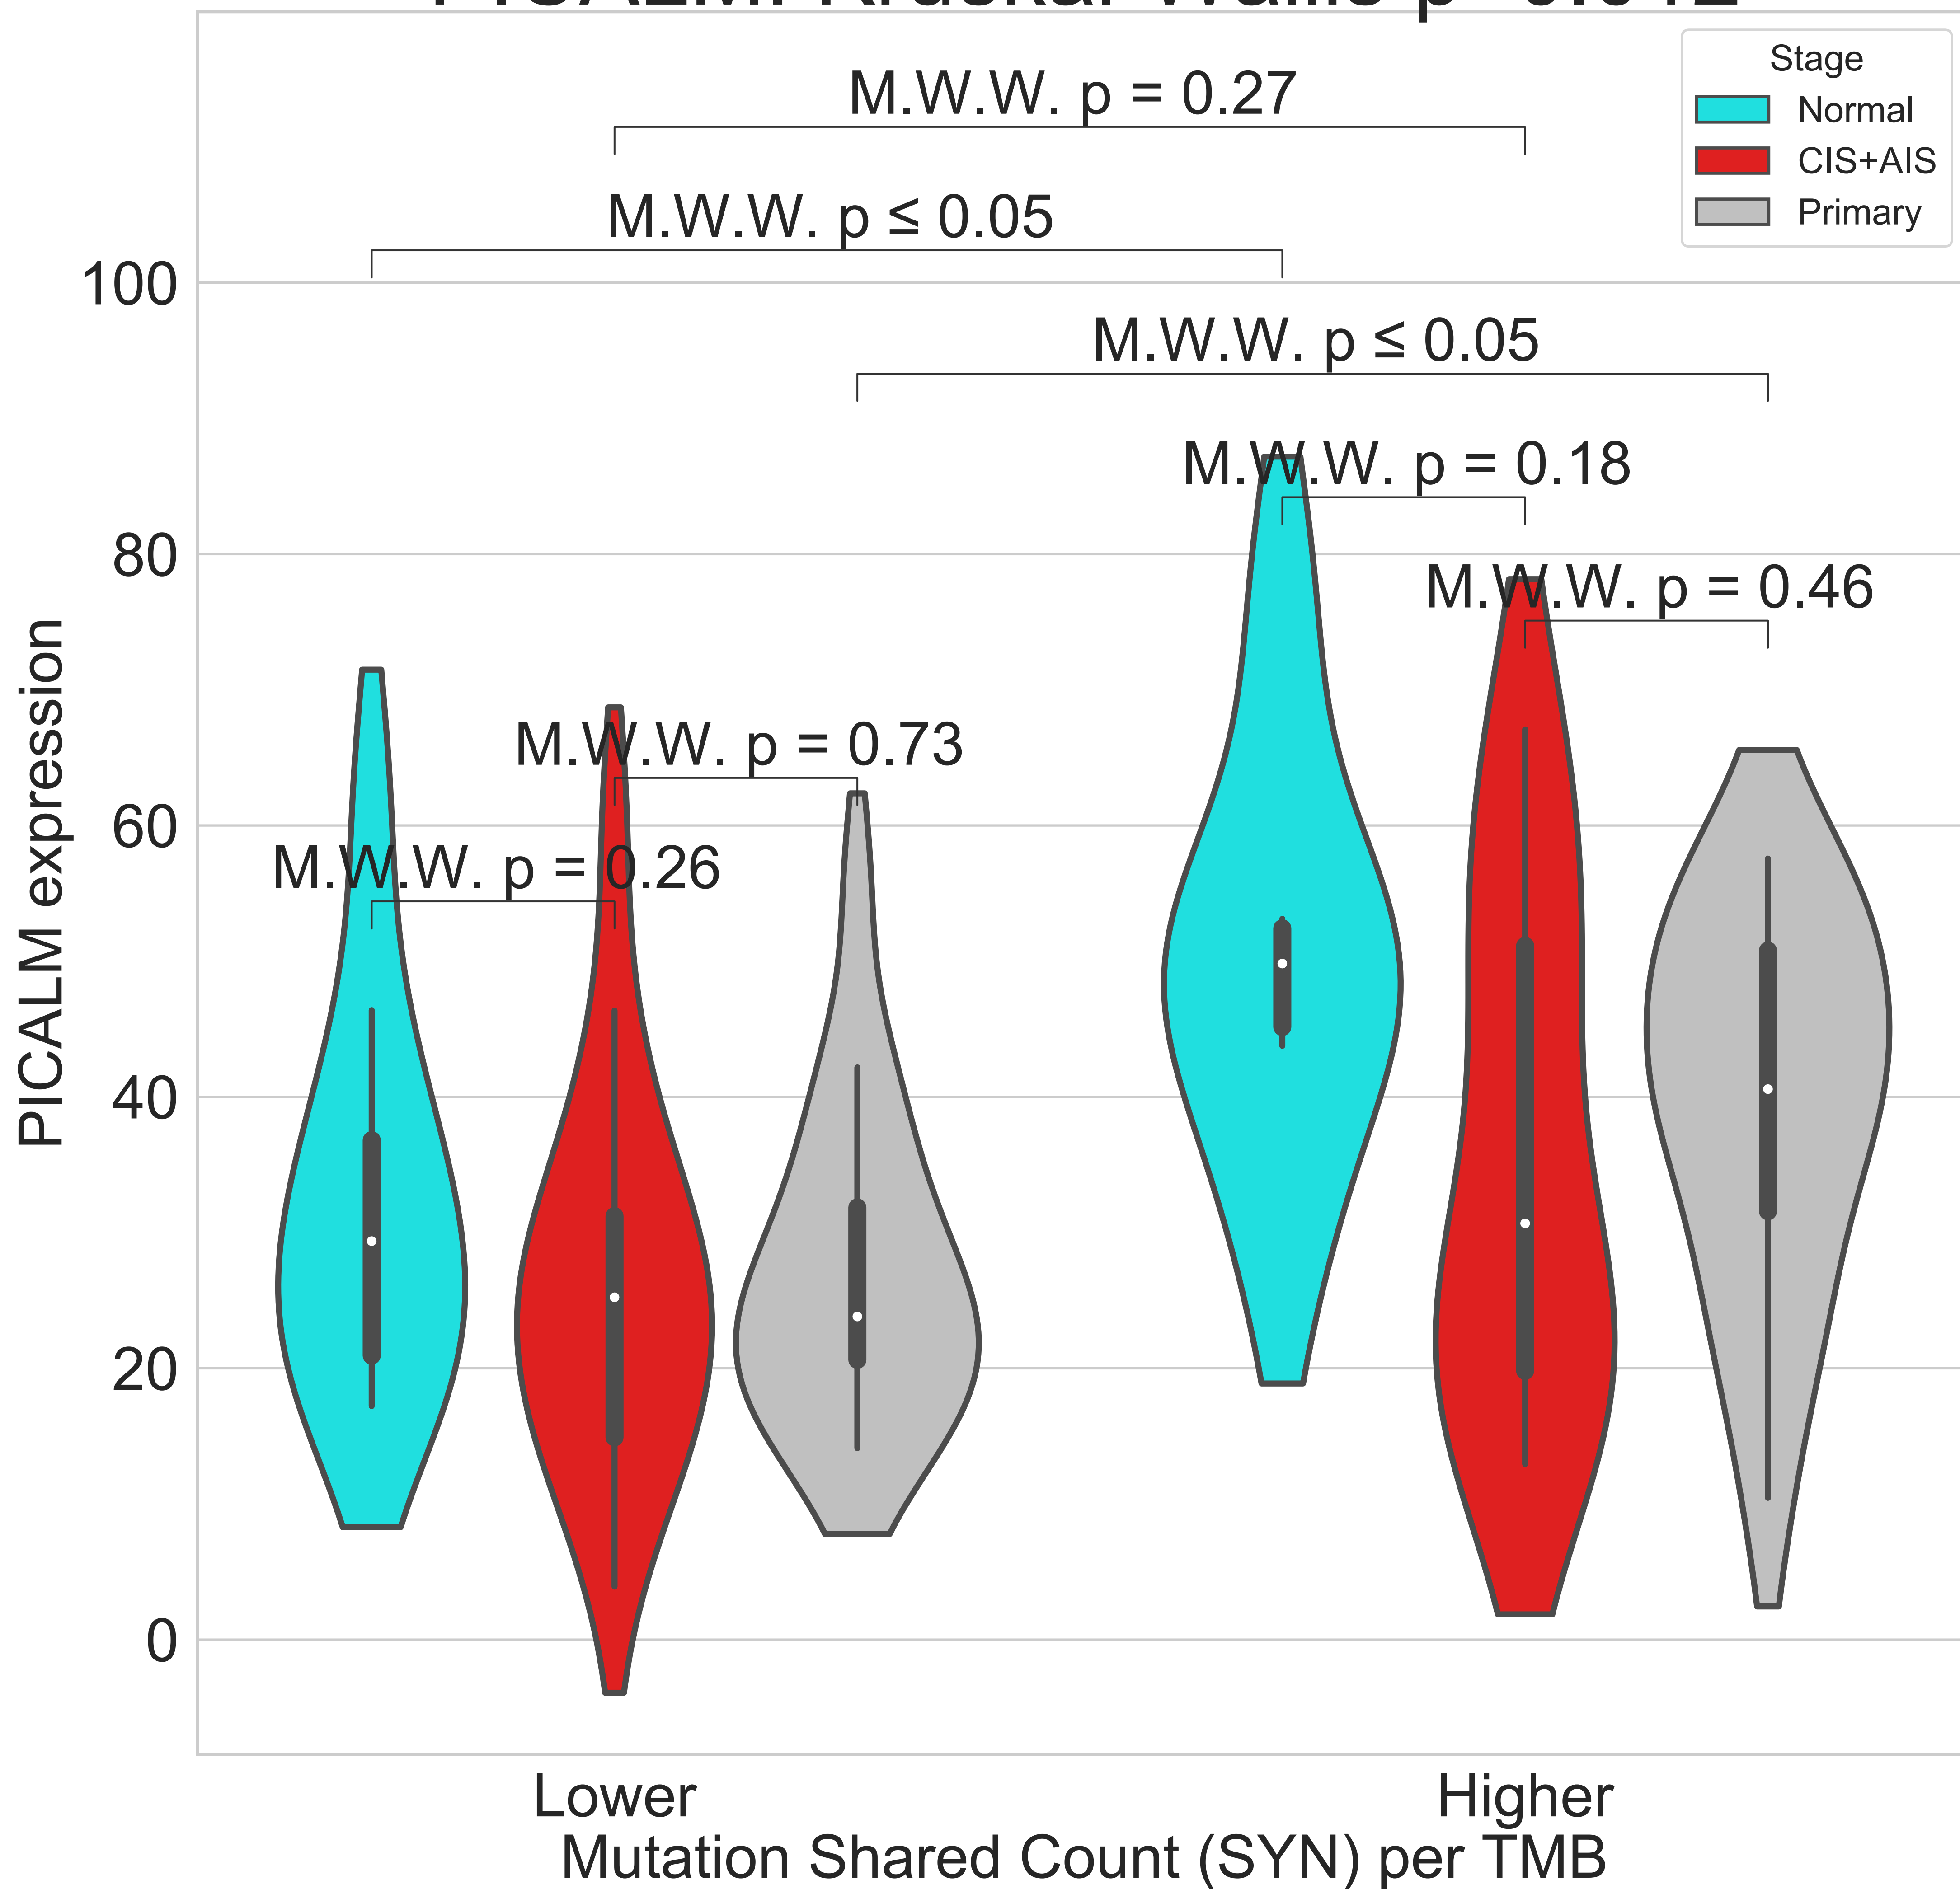 Stage
Normal
CIS+AIS
Primary
M.W.W. p = 0.27
M.W.W. p ≤ 0.05
M.W.W. p ≤ 0.05
M.W.W. p = 0.18
M.W.W. p = 0.46
M.W.W. p = 0.73
M.W.W. p = 0.26
100
80
60
40
20
0
PICALM expression
Lower
Higher
Mutation Shared Count (SYN) per TMB